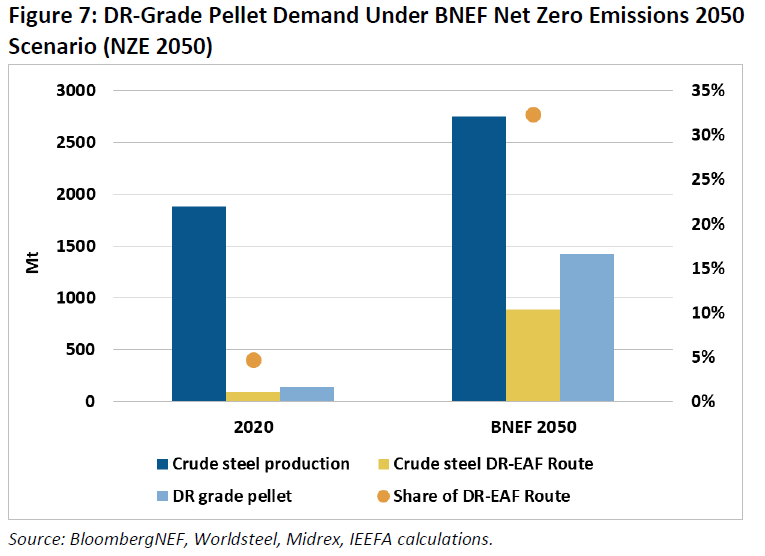 Figure 7: DR-Grade Pellet Demand Under BNEF Net Zero Emissions 2050
Scenario (NZE 2050)
3000
2500
2000
1500
1000
500
0
Mt
35%
30%
25%
20%
15%
10%
5%
0%
2020
BNEF 2050
Crude steel production
Crude steel DR-EAF Route
DR grade pellet
Share of DR-EAF Route
Source: BloombergNEF, Worldsteel, Midrex, IEEFA calculations.